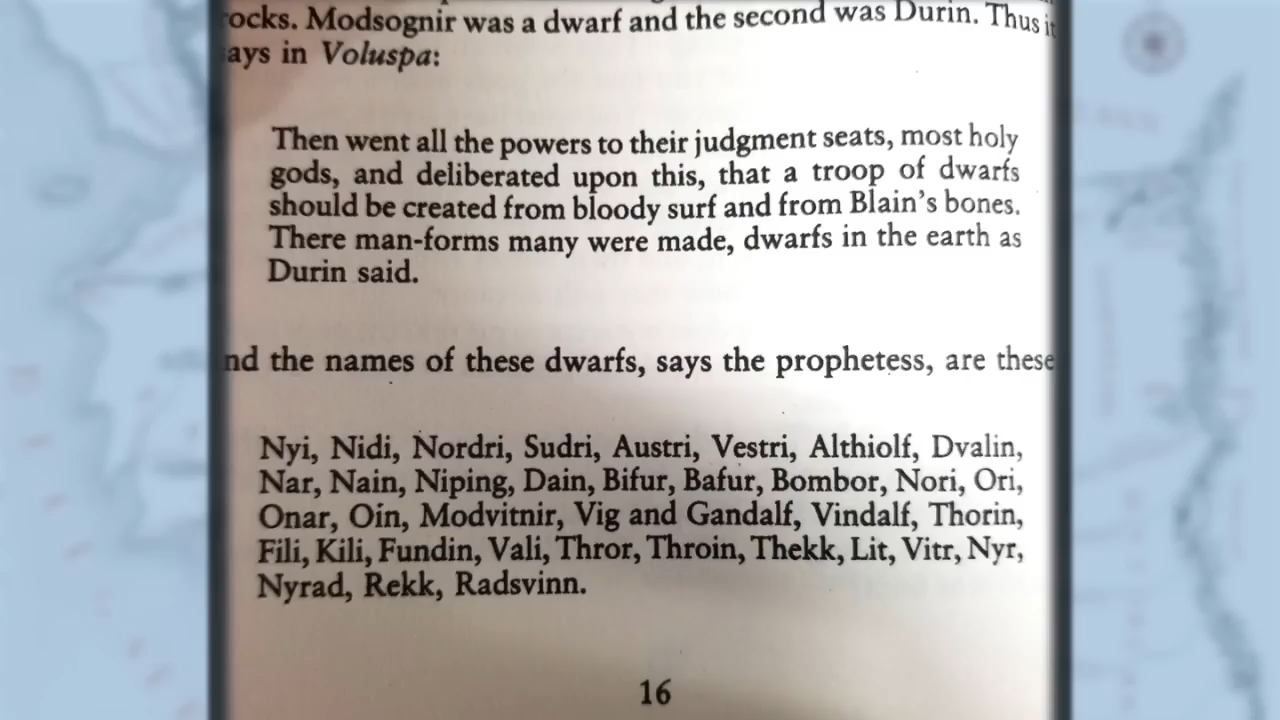 ocks. Modsognir was a dwarf and the second was Durin. Thus it
ays in Voluspa:
Then went all the powers to their judgment seats, most holy
gods, and deliberated upon this, that a troop of dwarfs
should be created from bloody surf and from Blain's bones.
There man-forms many were made, dwarfs in the earth as
Durin said.
nd the names of these dwarfs, says the prophetess, are these
Nyi, Nidi, Nordri, Sudri, Austri, Vestri, Althiolf, Dvalin,
Nar, Nain, Niping, Dain, Bifur, Bafur, Bombor, Nori, Ori,
Onar, Oin, Modvitnir, Vig and Gandalf, Vindalf, Thorin,
Fili, Kili, Fundin, Vali, Thror, Throin, Thekk, Lit, Vitr, Nyr,
Nyrad, Rekk, Radsvinn.
16